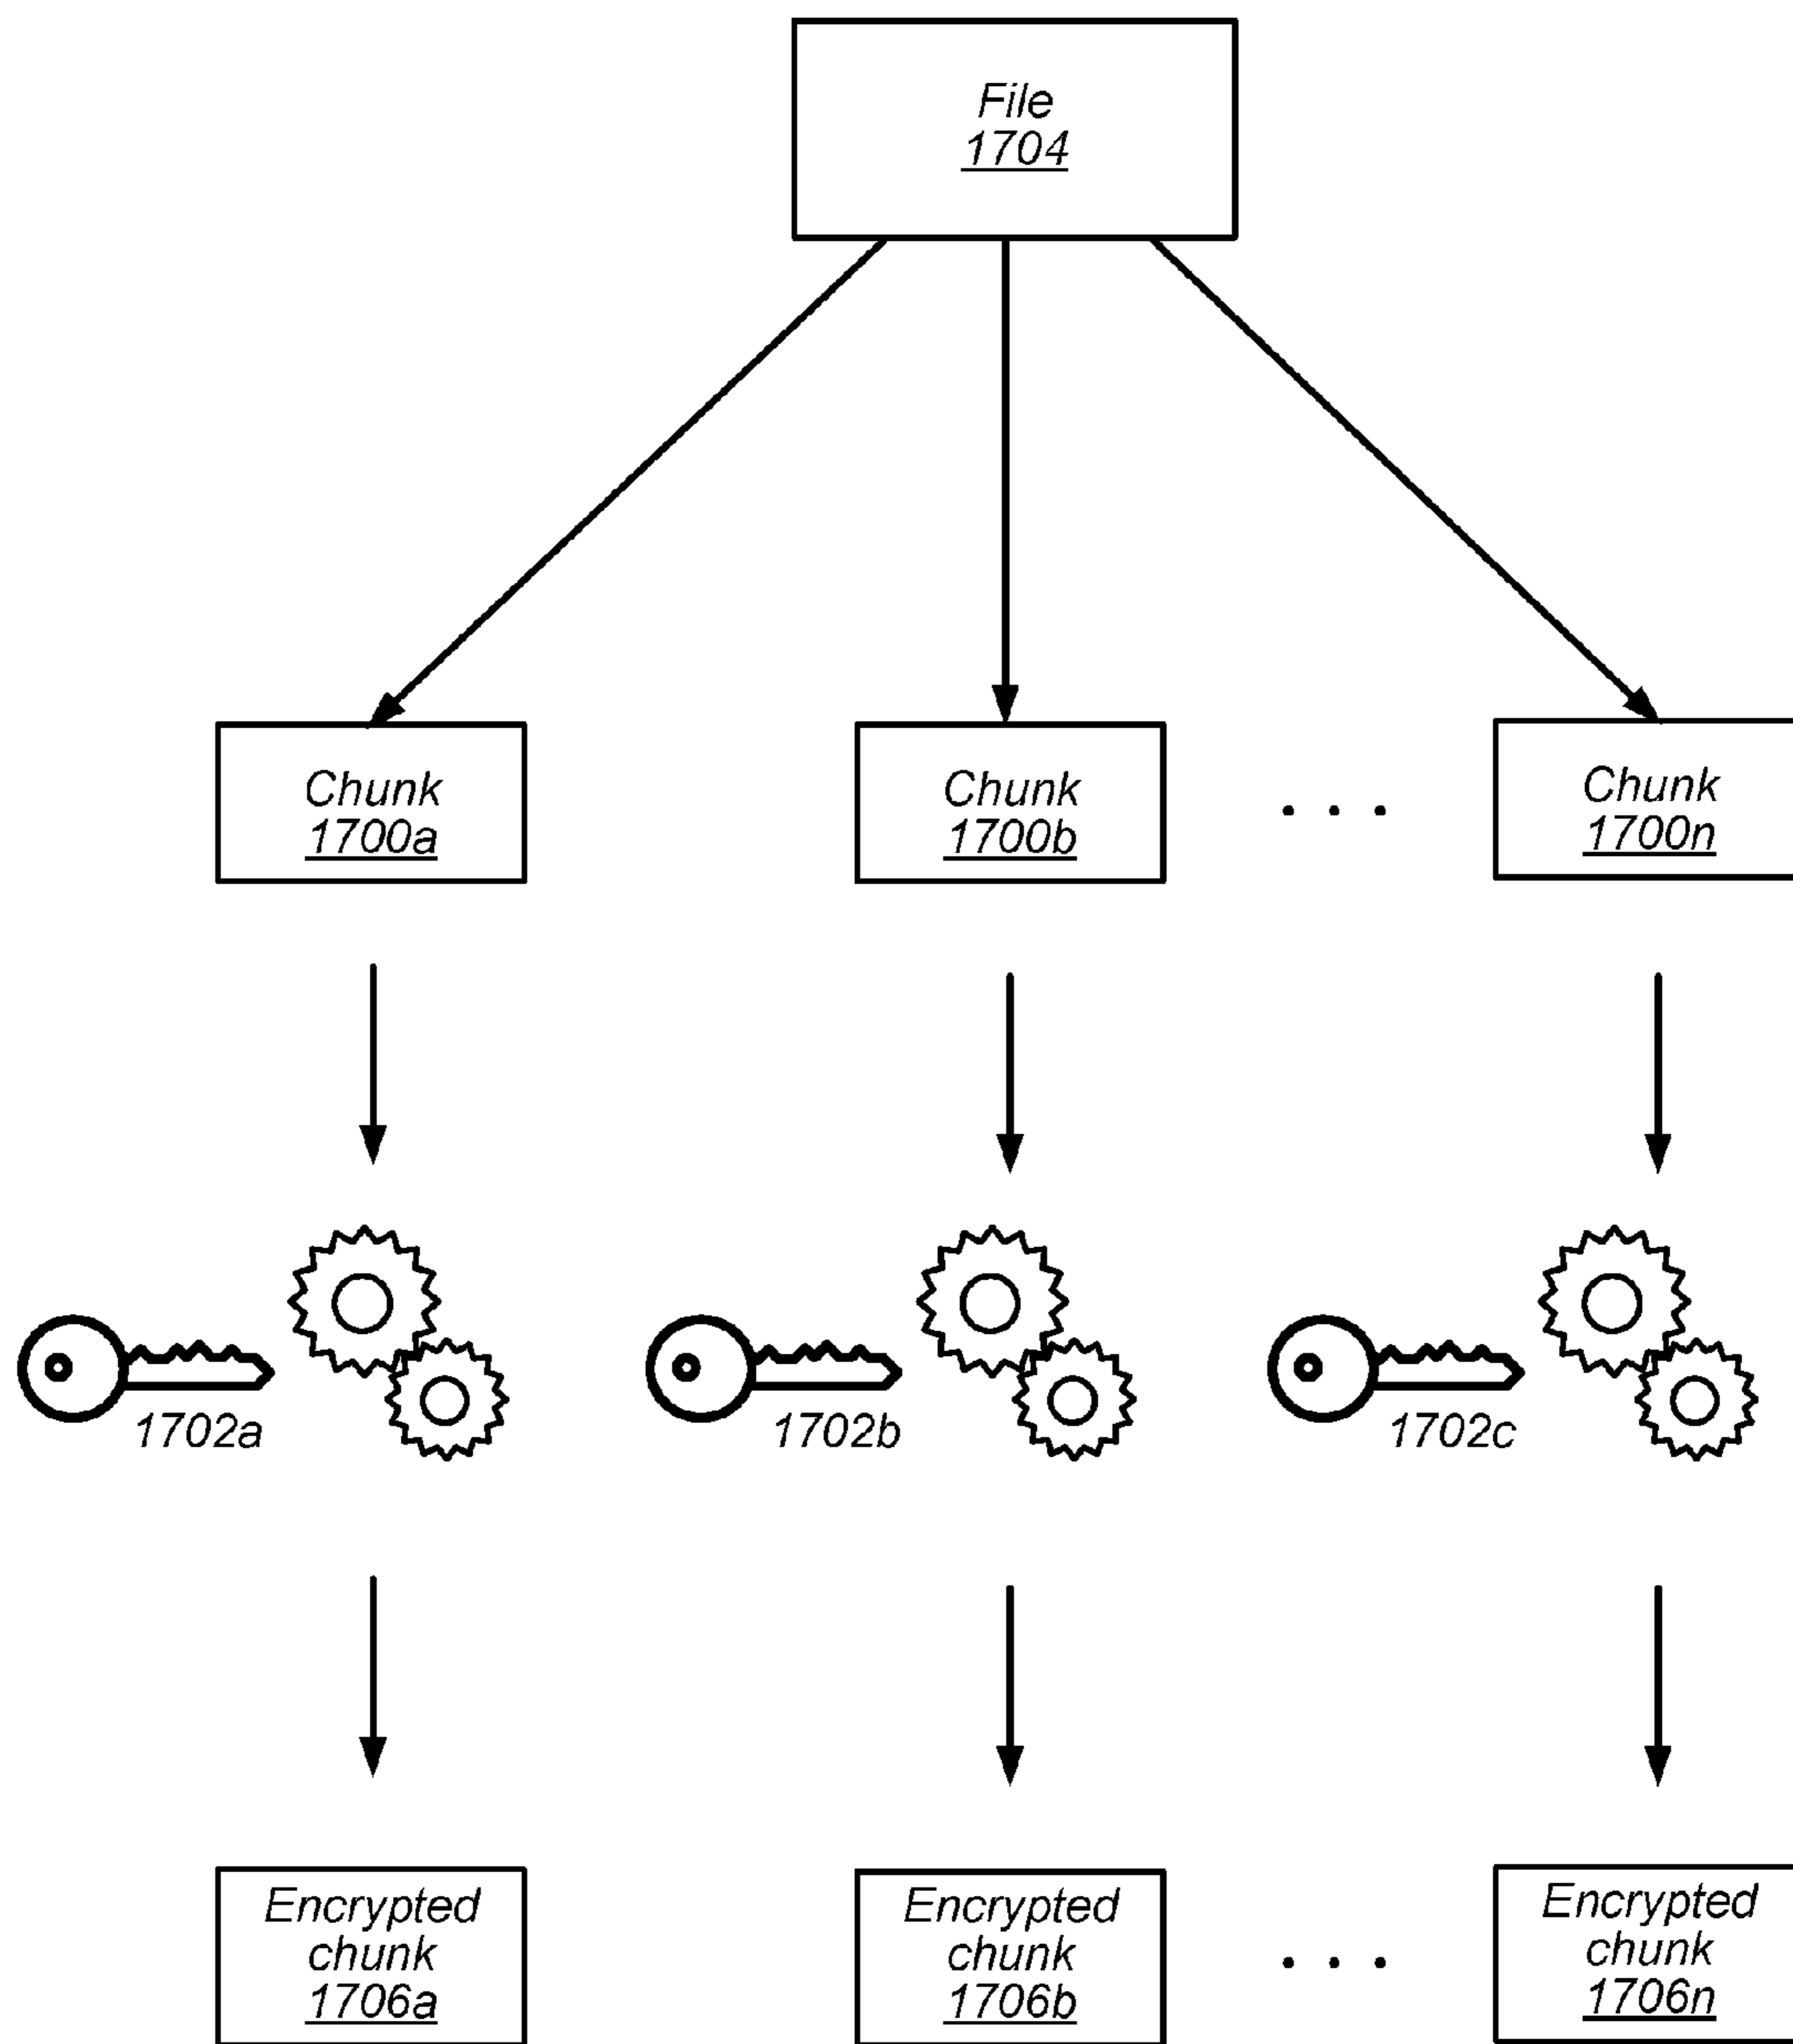 File
1704
Chunk
1700a
Chunk
1700b
. . .
Chunk
1700n
1702a
1702b
1702c
Encrypted
chunk
1706a
Encrypted
chunk
1706b
. . .
Encrypted
chunk
1706n